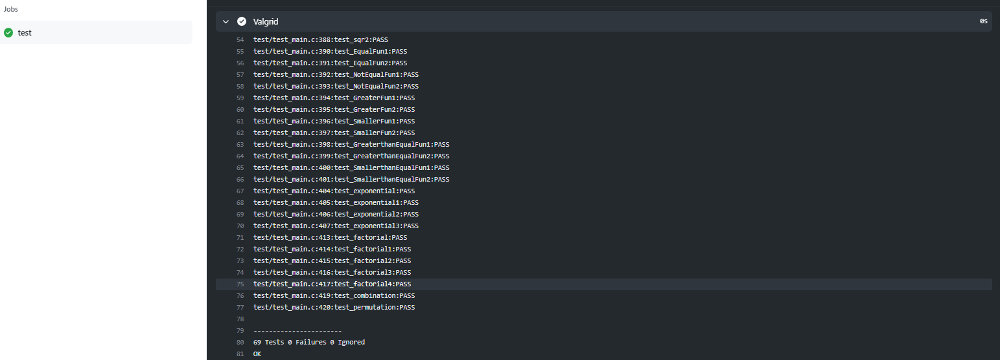 Jobs
test
Valgrid 0s
54 test/test_main.c:388:test_sqr2:PASS
55 test/test_main.c:390:test_EqualFun1:PASS
56 test/test_main.c:391:test_EqualFun2:PASS
57 test/test_main.c:392:test_NotEqualFun1:PASS
58 test/test_main.c:393:test_NotEqualFun2:PASS
59 test/test_main.c:394:test_GreaterFun1:PASS
60 test/test_main.c:395:test_GreaterFun2:PASS
61 test/test_main.c:396:test_SmallerFun1:PASS
62 test/test_main.c:397:test_SmallerFun2:PASS
63 test/test_main.c:398:test_GreaterthanEqualFun1:PASS
64 test/test_main.c:399:test_GreaterthanEqualFun2:PASS
65 test/test_main.c:400:test_SmallerthanEqualFun1:PASS
66 test/test_main.c:401:test_SmallerthanEqualFun2:PASS
67 test/test_main.c:404:test_exponential:PASS
68 test/test_main.c:405:test_exponential1:PASS
69 test/test_main.c:406:test_exponential2:PASS
70 test/test_main.c:407:test_exponential3:PASS
71 test/test_main.c:413:test_factorial:PASS
72 test/test_main.c:414:test_factorial1:PASS
73 test/test_main.c:415:test_factorial2:PASS
74 test/test_main.c:416:test_factorial3:PASS
75 test/test_main.c:417:test_factorial4:PASS
76 test/test_main.c:419:test_combination:PASS
77 test/test_main.c:420:test_permutation:PASS
78
79 -----------------------
80 69 Tests 0 Failures 0 Ignored
81 OK